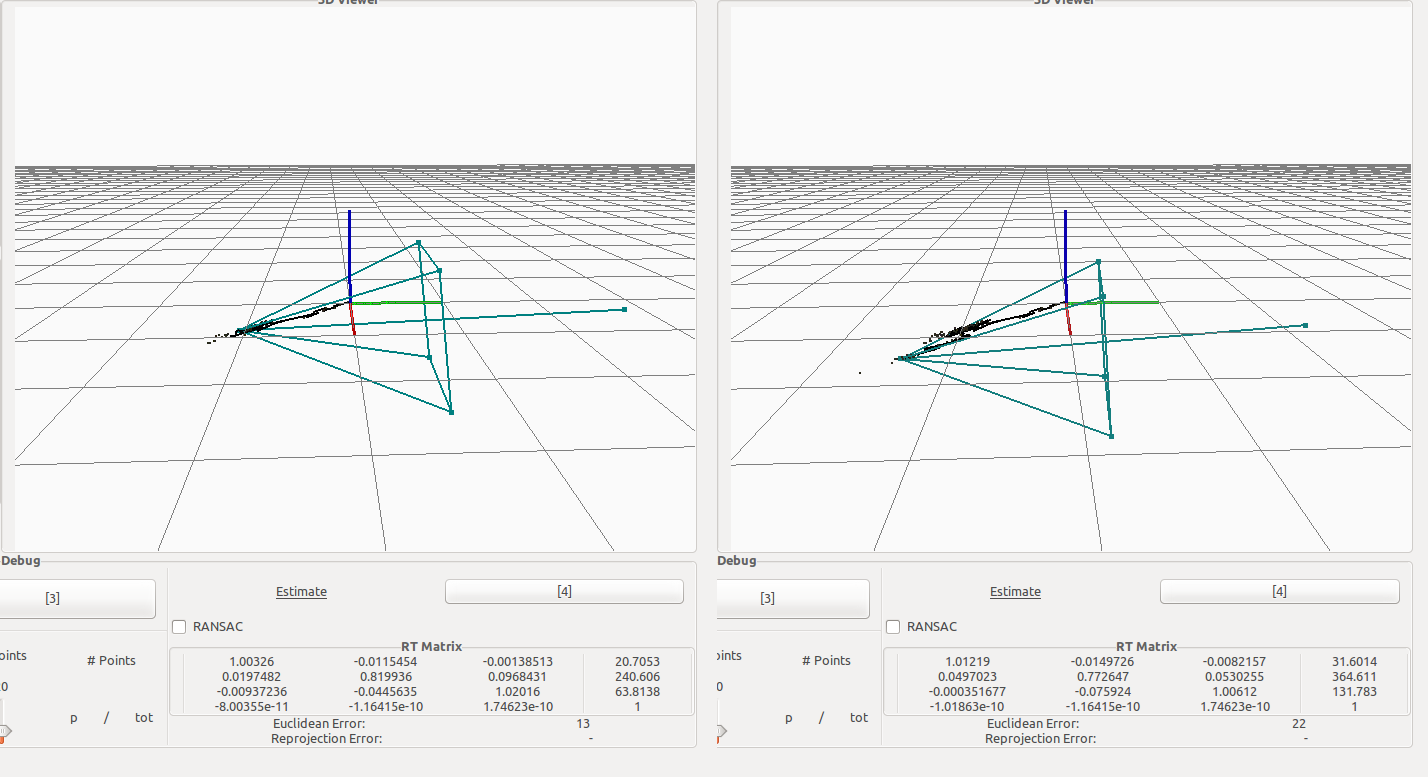 3D Viewer
Debug
[3]
Estimate
[4]
RANSAC
oints
# Points
0
p / tot
RT Matrix
1.00326 -0.0115454 -0.00138513 20.7053
0.0197482 0.819936 0.0968431 240.606
-0.00937236 -0.0445635 1.02016 63.8138
-8.00355e-11 -1.16415e-10 1.74623e-10 1
Euclidean Error: 13
Reprojection Error: -
3D Viewer
Debug
[3]
Estimate
[4]
RANSAC
oints
# Points
0
p / tot
RT Matrix
1.01219 -0.0149726 -0.0082157 31.6014
0.0497023 0.772647 0.0530255 364.611
-0.000351677 -0.075924 1.00612 131.783
-1.01863e-10 -1.16415e-10 1.74623e-10 1
Euclidean Error: 22
Reprojection Error: -